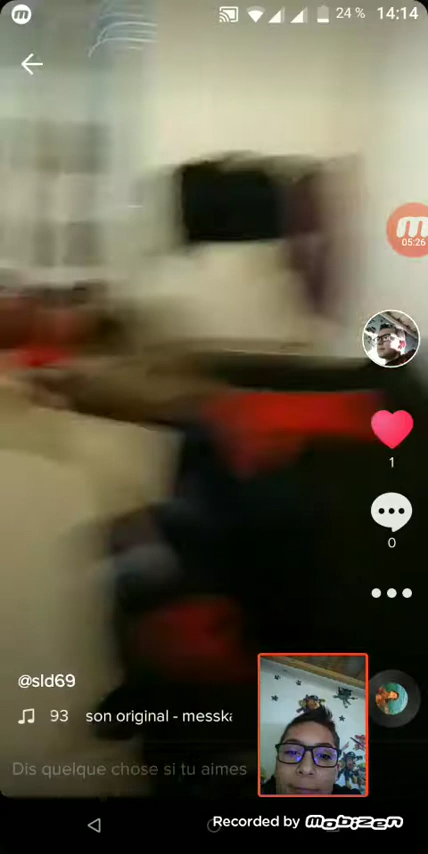 24 % 14:14
05:26
1
0
@sld69
93 son original - messka
Dis quelque chose si tu aimes
Recorded by mobizen